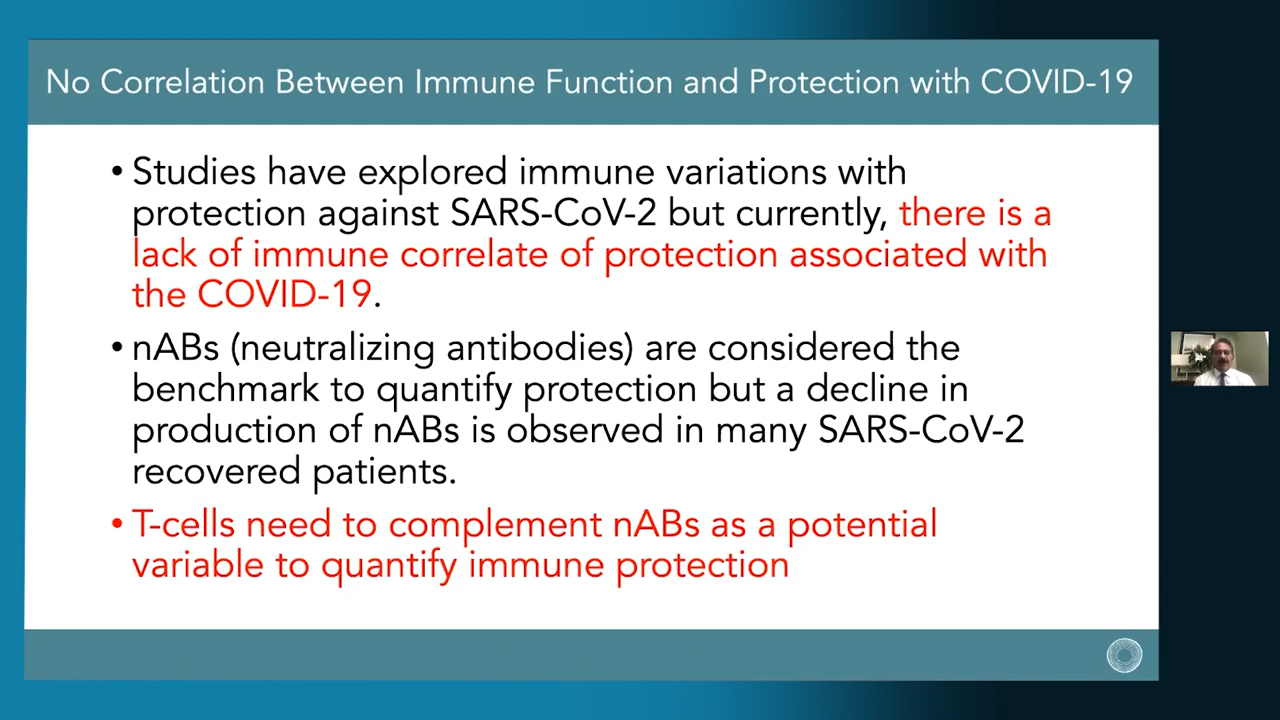 No Correlation Between Immune Function and Protection with COVID-19
• Studies have explored immune variations with
protection against SARS-CoV-2 but currently, there is a
lack of immune correlate of protection associated with
the COVID-19.
• nABs (neutralizing antibodies) are considered the
benchmark to quantify protection but a decline in
production of nABs is observed in many SARS-CoV-2
recovered patients.
• T-cells need to complement nABs as a potential
variable to quantify immune protection